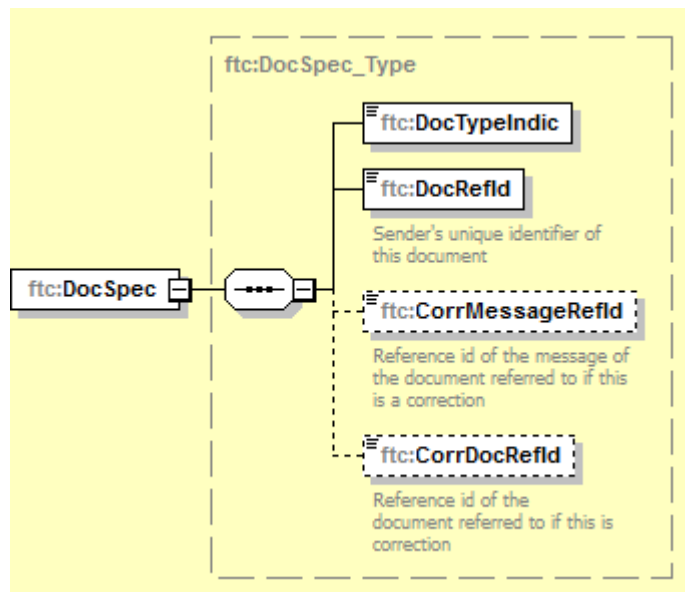 ftc:DocSpec_Type
ftc:DocTypeIndic
ftc:DocRefId
Sender's unique identifier of
this document
ftc:DocSpec
ftc:CorrMessageRefId
Reference id of the message of
the document referred to if this
is a correction
ftc:CorrDocRefId
Reference id of the
document referred to if this is
correction